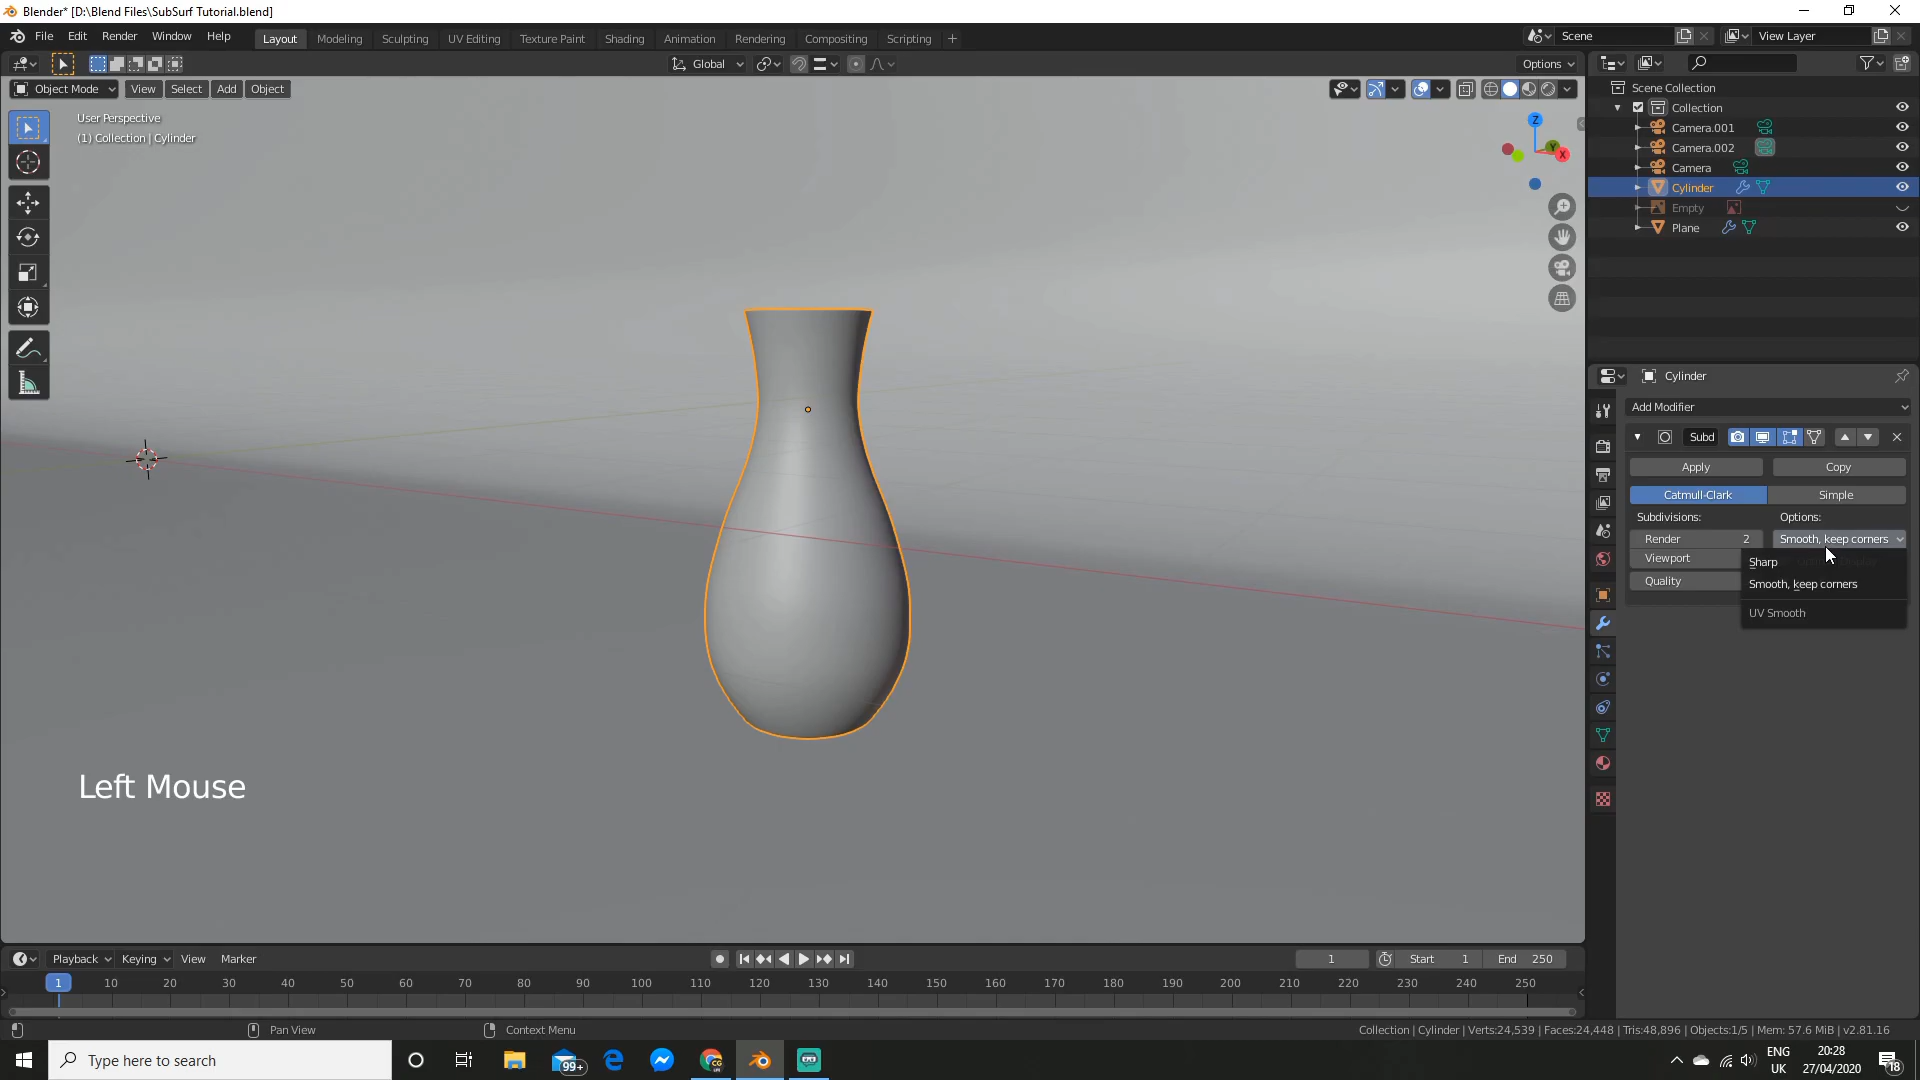 Blender* [D:\Blend Files\SubSurf Tutorial.blend]
File Edit Render Window Help Layout Modeling Sculpting UV Editing Texture Paint Shading Animation Rendering Compositing Scripting Scene View Layer
Global Options
Object Mode View Select Add Object
User Perspective
(1) Collection | Cylinder
Z
Y
X
Scene Collection
Collection
Camera.001
Camera.002
Camera
Cylinder
Empty
Plane
Cylinder
Add Modifier
Subd
Apply Copy
Catmull-Clark Simple
Subdivisions: Options:
Render 2 Smooth, keep corners
Viewport Sharp
Quality Smooth, keep corners
UV Smooth
Left Mouse
Playback Keying View Marker 1 Start 1 End 250
1 10 20 30 40 50 60 70 80 90 100 110 120 130 140 150 160 170 180 190 200 210 220 230 240 250
Pan View Context Menu Collection | Cylinder | Verts:24,539 | Faces:24,448 | Tris:48,896 | Objects:1/5 | Mem: 57.6 MiB | v2.81.16
Type here to search
99+
ENG
UK
20:28
27/04/2020
18